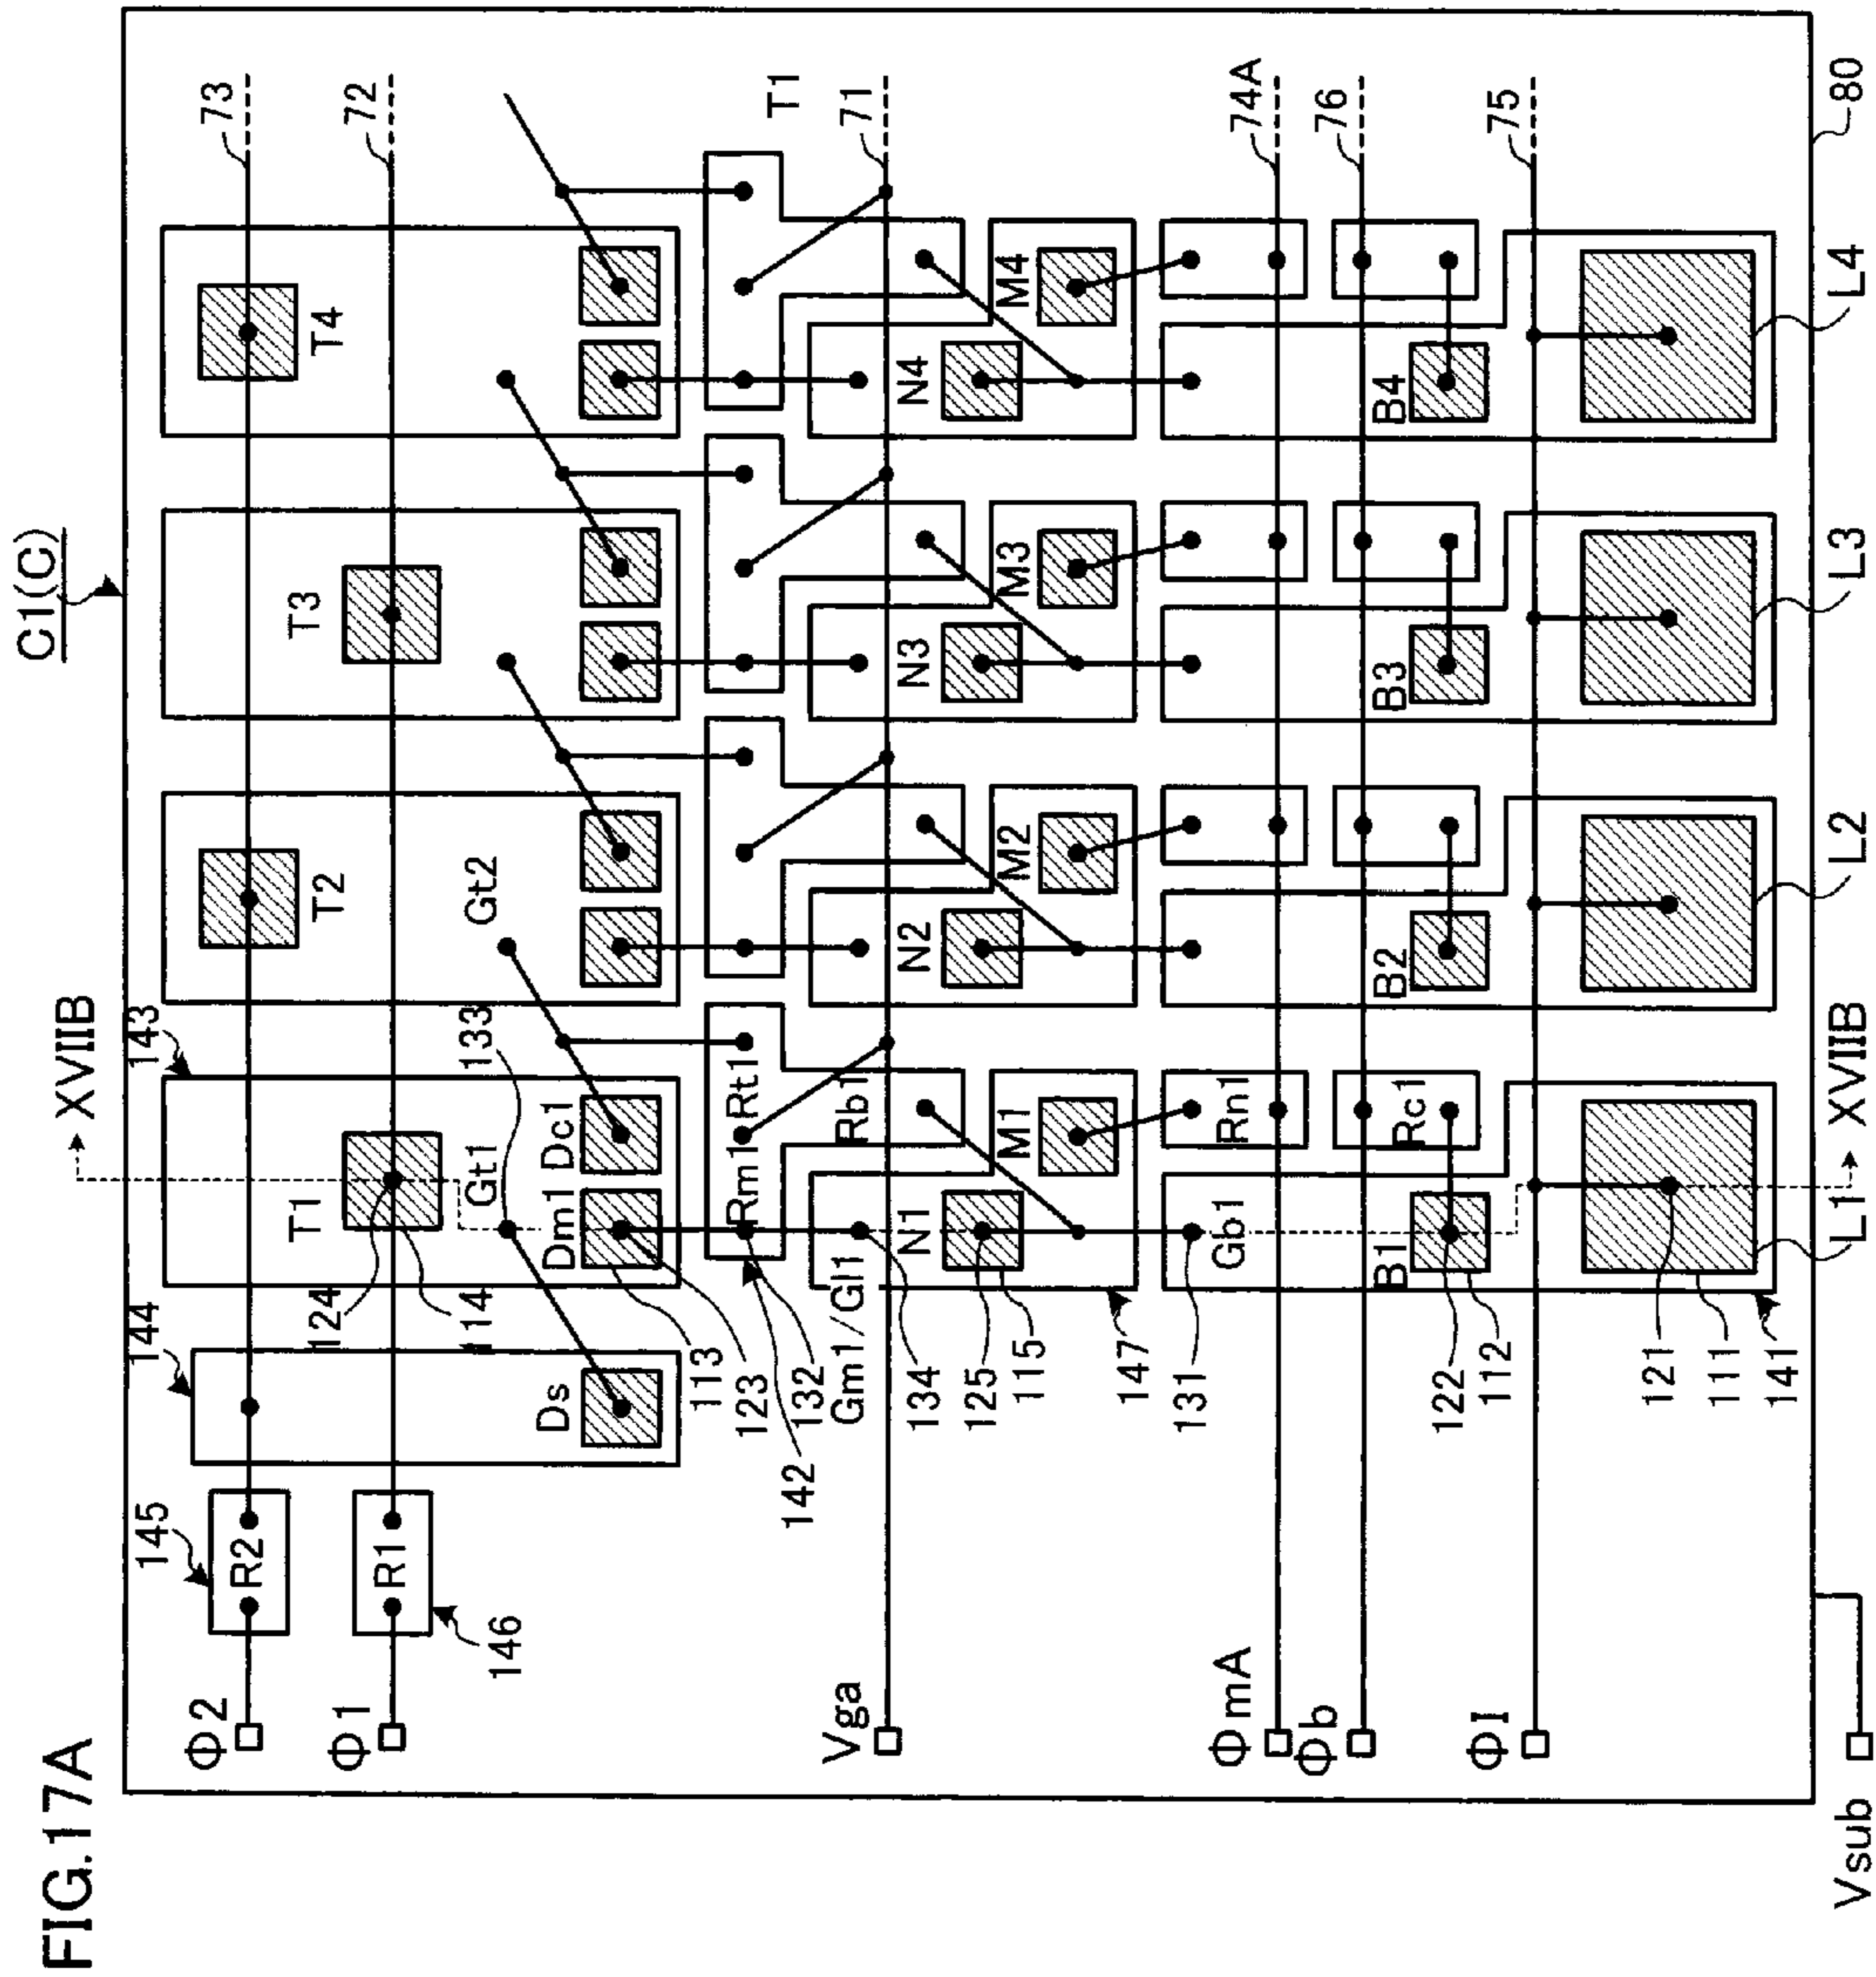 FIG.17A
C1(C)
XVIIB
XVIIB
Φ2
Φ1
Vga
ΦmA
Φb
ΦI
Vsub
R2
R1
145
146
144
143
142
147
141
73
72
T1
71
74A
76
75
80
T1
T2
T3
T4
124
114
Gt1
133
Gt2
Ds
Dm1
Dc1
113
123
132
Gm1/Gl1
134
125
115
131
122
112
121
111
Rm1
Rt1
Rb1
N1
M1
N2
M2
N3
M3
N4
M4
Rn1
Rc1
Gb1
B1
B2
B3
B4
L1
L2
L3
L4